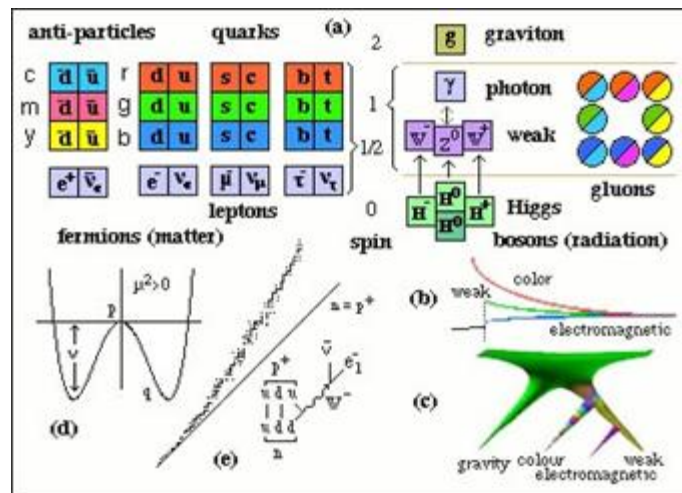 anti-particles quarks (a) 2 g graviton
c d̄ ū r d u s c b t γ photon
m d̄ ū g d u s c b t 1
y d̄ ū b d u s c b t 1/2 W⁻ Z⁰ W⁺ weak
e⁺ ν̄e e⁻ νe μ̄ νμ τ̄ ντ gluons
leptons 0 H⁻ H⁰ H⁺ Higgs
H⁰
fermions (matter) spin bosons (radiation)
μ²>0
p
v
q
(d)
n = p⁺
p⁺
u d u
u d d
n
ν̄
e⁻
W⁻
(e)
(b)
color
weak
electromagnetic
(c)
gravity colour weak
electromagnetic